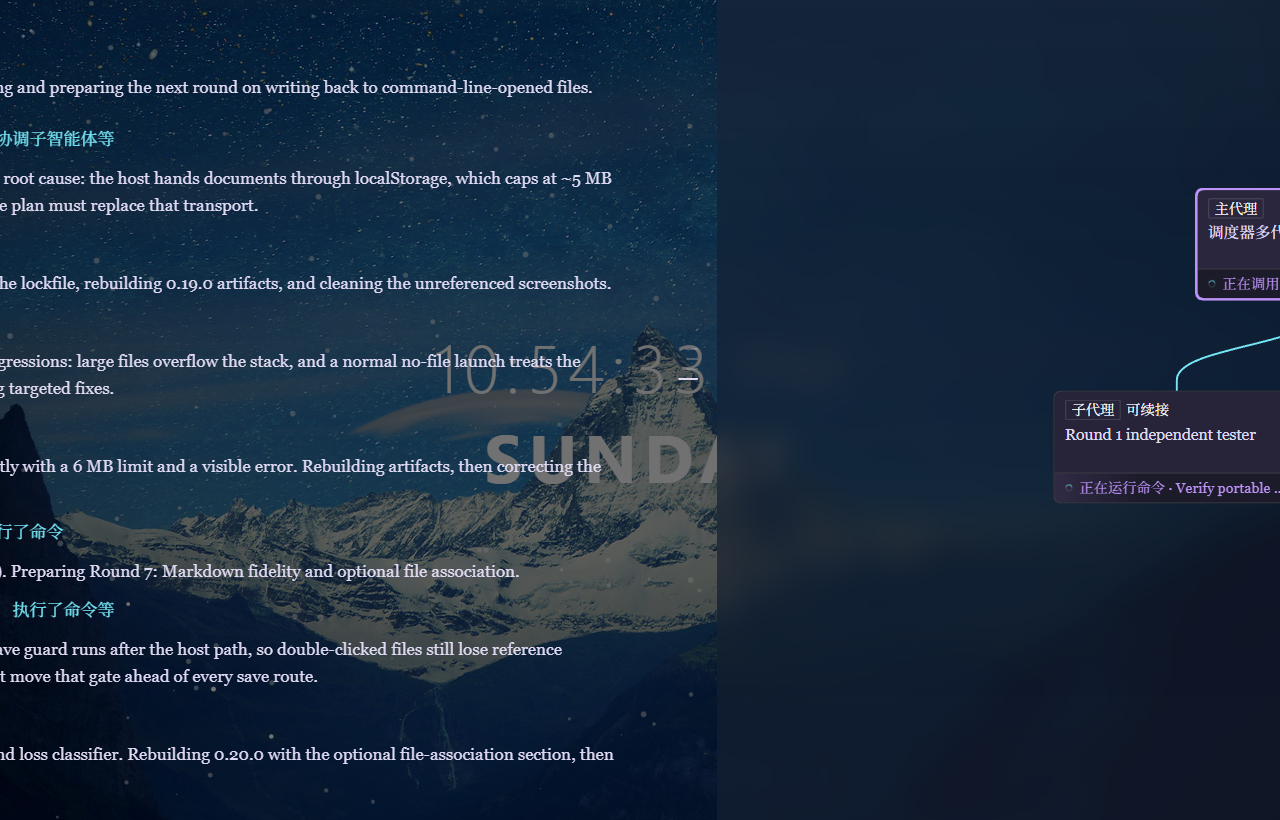 ng and preparing the next round on writing back to command-line-opened files.
协调子智能体等
root cause: the host hands documents through localStorage, which caps at ~5 MB
e plan must replace that transport.
he lockfile, rebuilding 0.19.0 artifacts, and cleaning the unreferenced screenshots.
gressions: large files overflow the stack, and a normal no-file launch treats the
g targeted fixes.
10:54:33
SUNDA
tly with a 6 MB limit and a visible error. Rebuilding artifacts, then correcting the
行了命令
). Preparing Round 7: Markdown fidelity and optional file association.
执行了命令等
ave guard runs after the host path, so double-clicked files still lose reference
t move that gate ahead of every save route.
nd loss classifier. Rebuilding 0.20.0 with the optional file-association section, then
主代理
调度器多代
正在调用
子代理 可续接
Round 1 independent tester
正在运行命令 · Verify portable ...